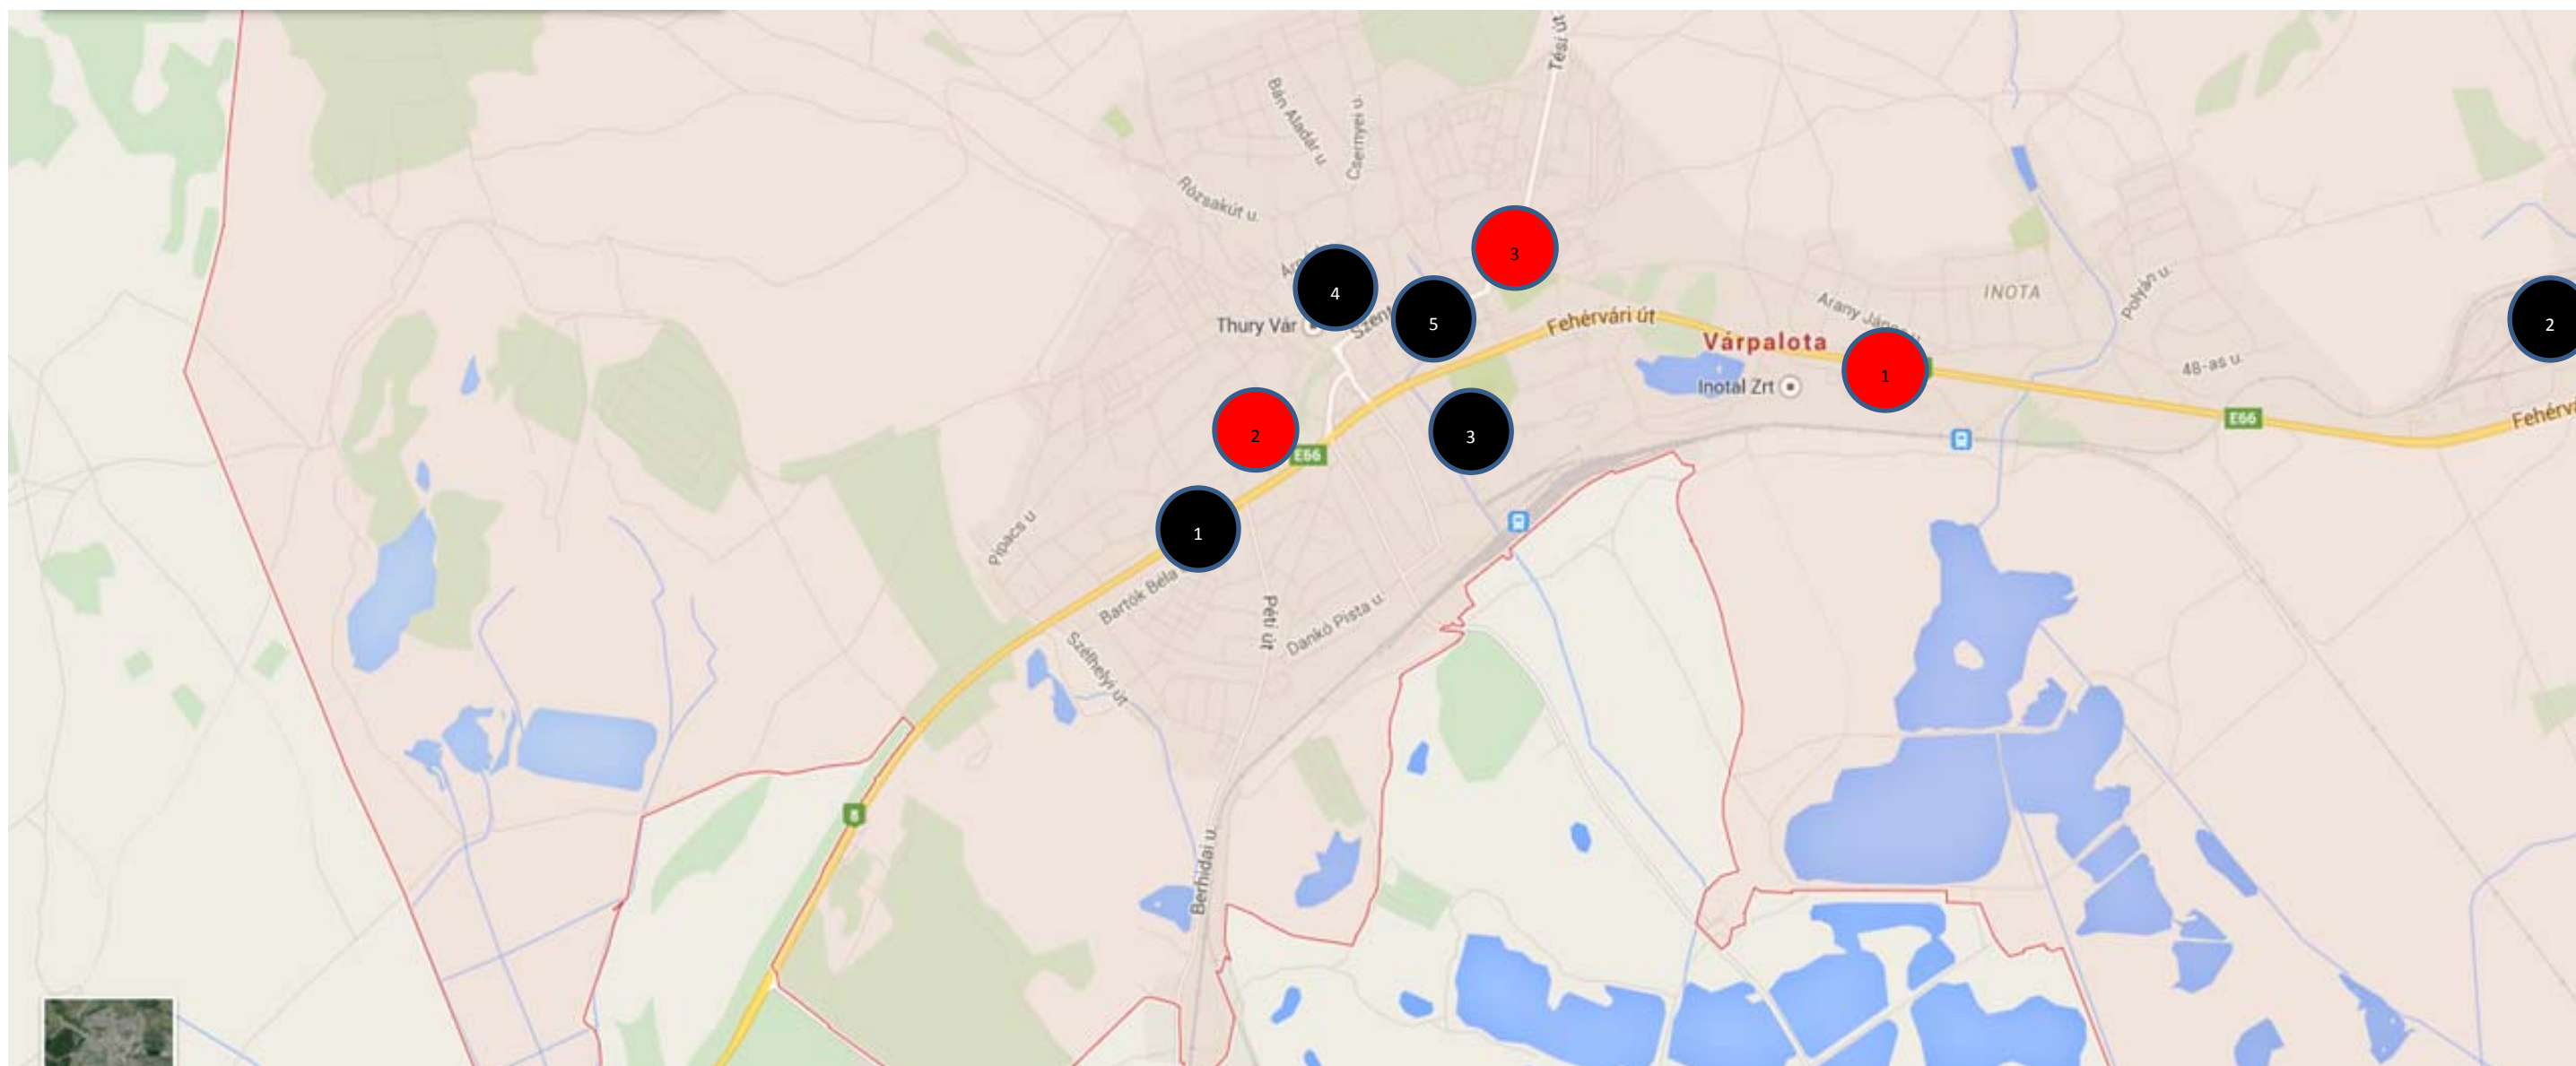 Tési út
Bán Aladár u.
Csernyei u.
Rózsakút u.
3
4
5
Thury Vár
Szent
Fehérvári út
Várpalota
Arany János u.
INOTA
Polyán u.
2
1
Inotal Zrt
48-as u.
E66
Fehérvá
2
E66
3
1
Pipacs u
Bartók Béla
Péti út
Dankó Pista u.
Szélhelyi út
8
Berhidai u.